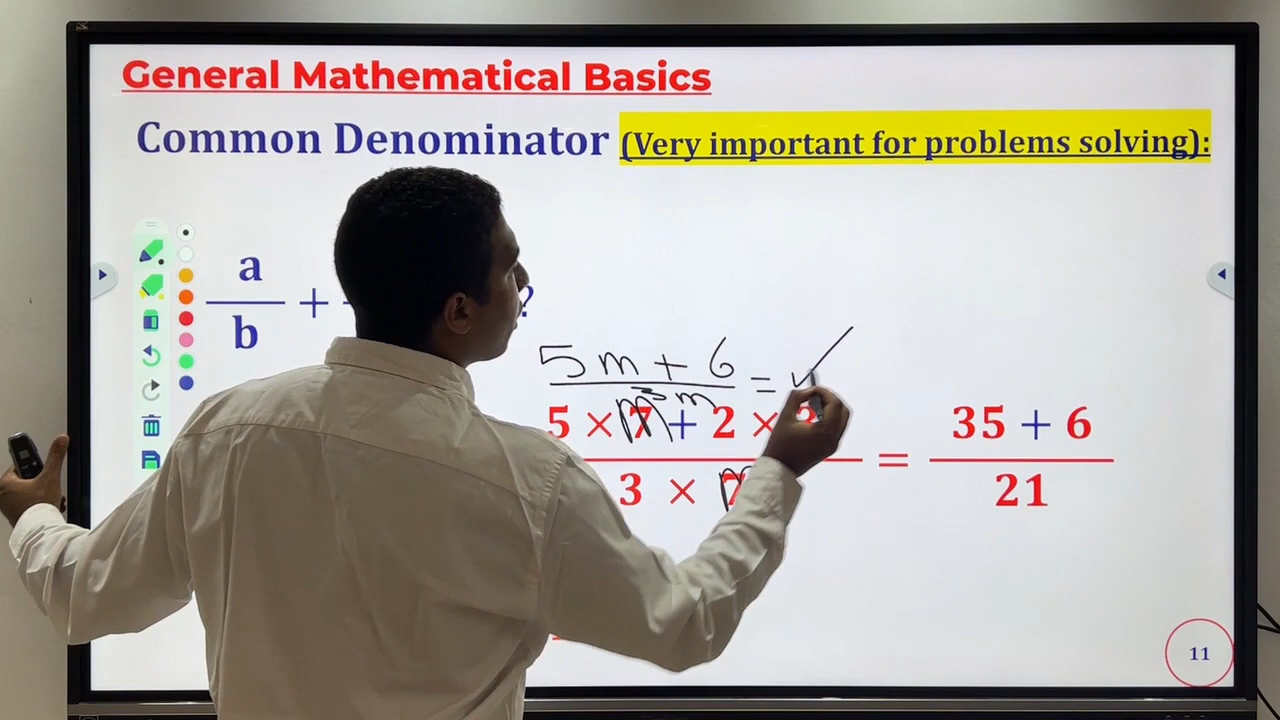 General Mathematical Basics
Common Denominator (Very important for problems solving):
a
b
+
?
5m + 6
3m
= ✓
5 × m + 2 ×
3 ×
=
35 + 6
21
11